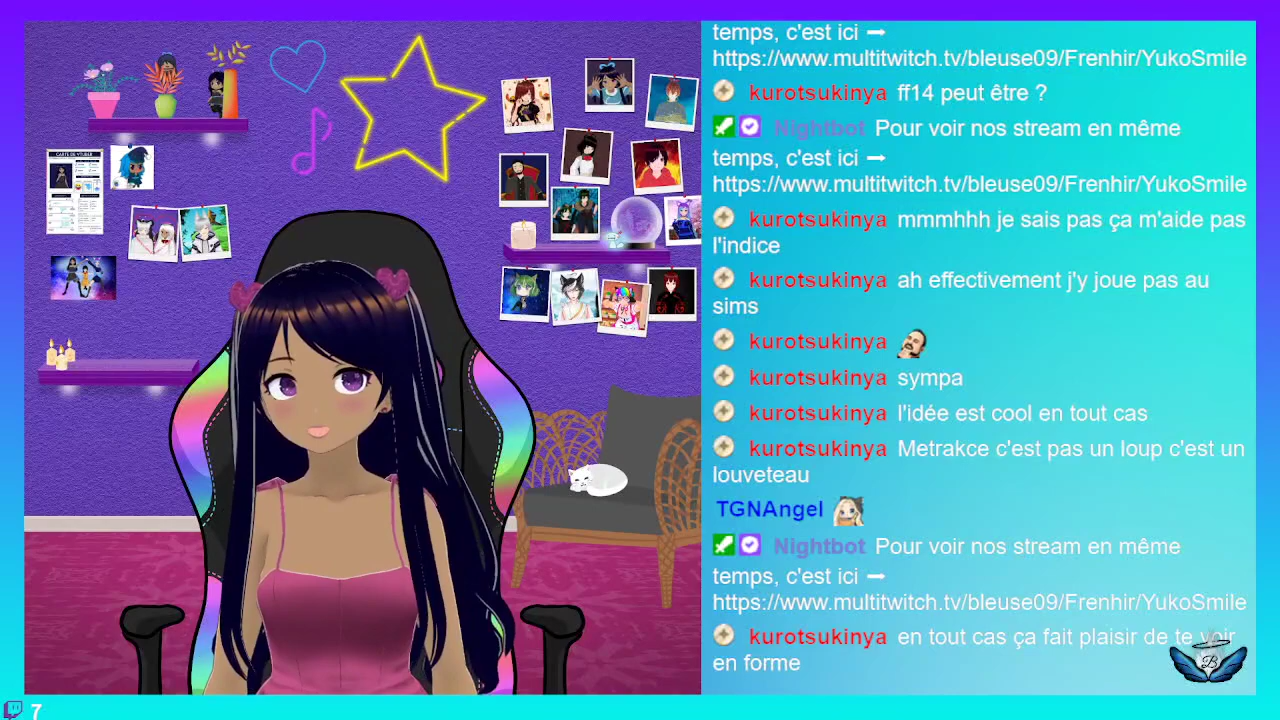 temps, c'est ici ➞
https://www.multitwitch.tv/bleuse09/Frenhir/YukoSmile
kurotsukinya ff14 peut être ?
Nightbot Pour voir nos stream en même
temps, c'est ici ➞
https://www.multitwitch.tv/bleuse09/Frenhir/YukoSmile
kurotsukinya mmmhhh je sais pas ça m'aide pas
l'indice
kurotsukinya ah effectivement j'y joue pas au
sims
kurotsukinya
kurotsukinya sympa
kurotsukinya l'idée est cool en tout cas
kurotsukinya Metrakce c'est pas un loup c'est un
louveteau
TGNAngel
Nightbot Pour voir nos stream en même
temps, c'est ici ➞
https://www.multitwitch.tv/bleuse09/Frenhir/YukoSmile
kurotsukinya en tout cas ça fait plaisir de te voir
en forme
B
7